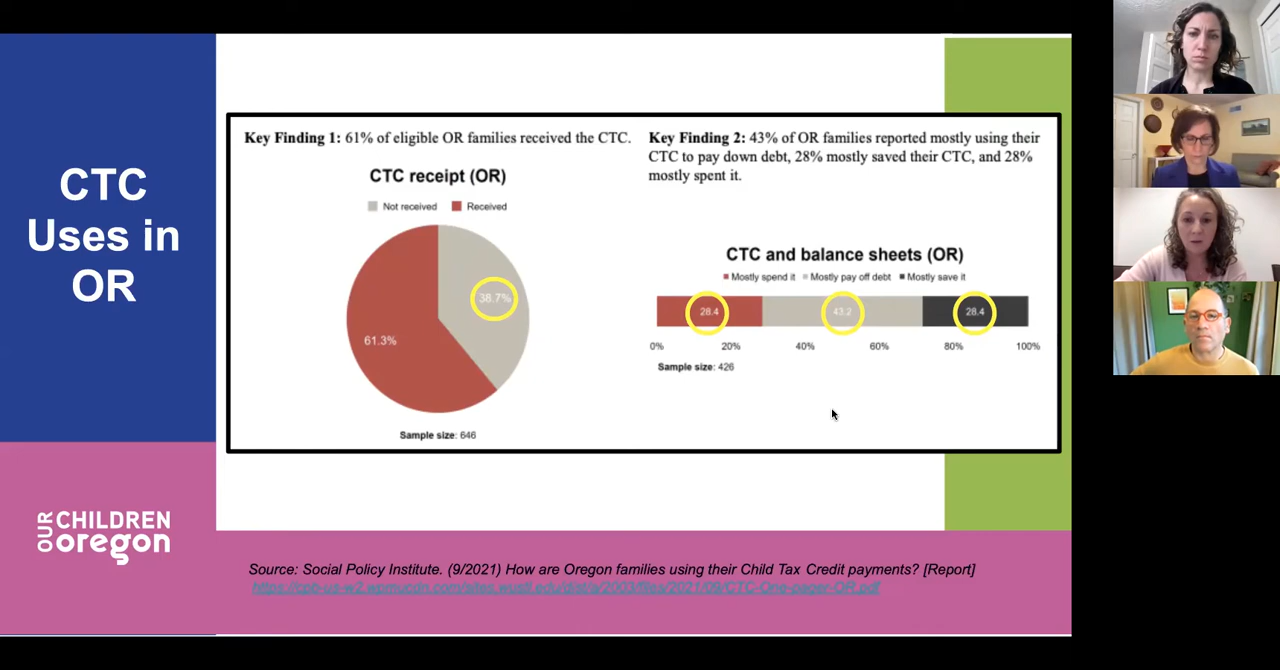 CTC
Uses in
OR
OUR CHILDREN
oregon
Key Finding 1: 61% of eligible OR families received the CTC.
CTC receipt (OR)
Not received Received
38.7%
61.3%
Sample size: 646
Key Finding 2: 43% of OR families reported mostly using their
CTC to pay down debt, 28% mostly saved their CTC, and 28%
mostly spent it.
CTC and balance sheets (OR)
Mostly spend it Mostly pay off debt Mostly save it
28.4 43.2 28.4
0% 20% 40% 60% 80% 100%
Sample size: 426
Source: Social Policy Institute. (9/2021) How are Oregon families using their Child Tax Credit payments? [Report]
https://cpb-us-w2.wpmucdn.com/sites.wustl.edu/dist/a/2003/files/2021/09/CTC-One-pager-OR.pdf